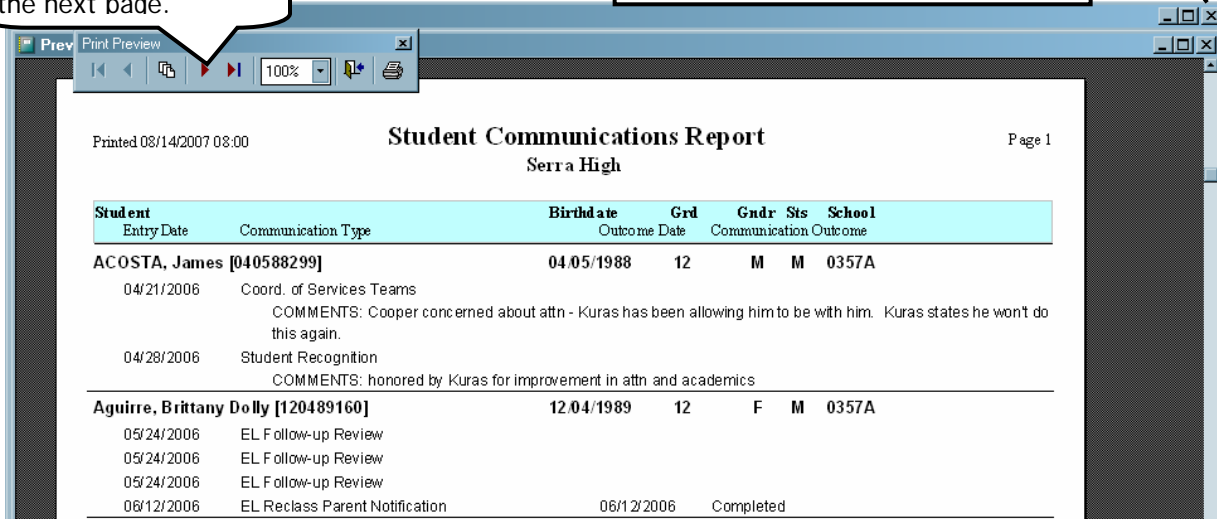 the next page.
Prev
Print Preview
100%
Printed 08/14/2007 08:00 Student Communications Report Page 1
Serra High
Student Birthdate Grd Gndr Sts School
Entry Date Communication Type Outcome Date Communication Outcome
ACOSTA, James [040588299] 04/05/1988 12 M M 0357A
04/21/2006 Coord. of Services Teams
COMMENTS: Cooper concerned about attn - Kuras has been allowing him to be with him. Kuras states he won't do
this again.
04/28/2006 Student Recognition
COMMENTS: honored by Kuras for improvement in attn and academics
Aguirre, Brittany Dolly [120489160] 12/04/1989 12 F M 0357A
05/24/2006 EL Follow-up Review
05/24/2006 EL Follow-up Review
05/24/2006 EL Follow-up Review
06/12/2006 EL Reclass Parent Notification 06/12/2006 Completed